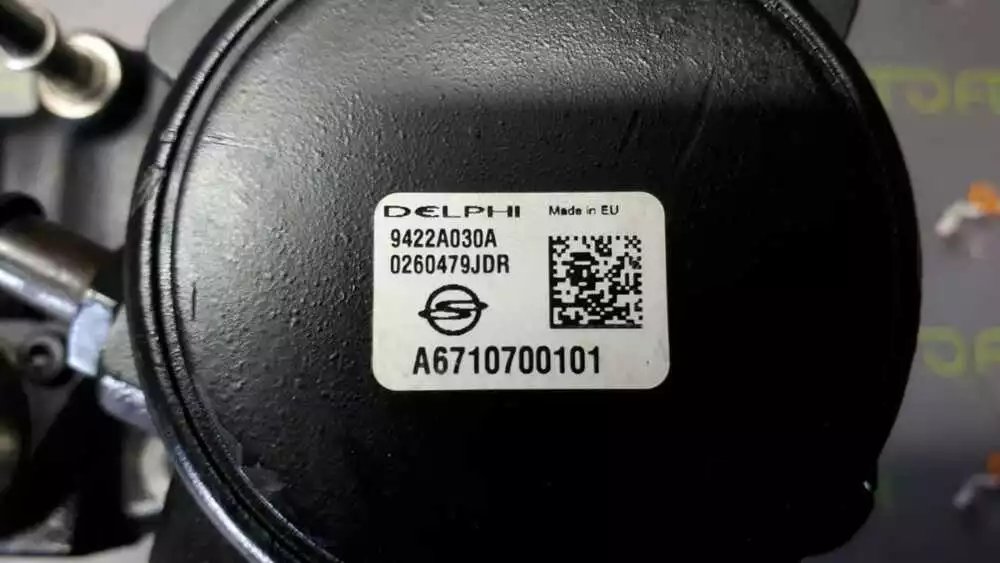 DELPHI Made in EU
9422A030A
0260479JDR
A6710700101